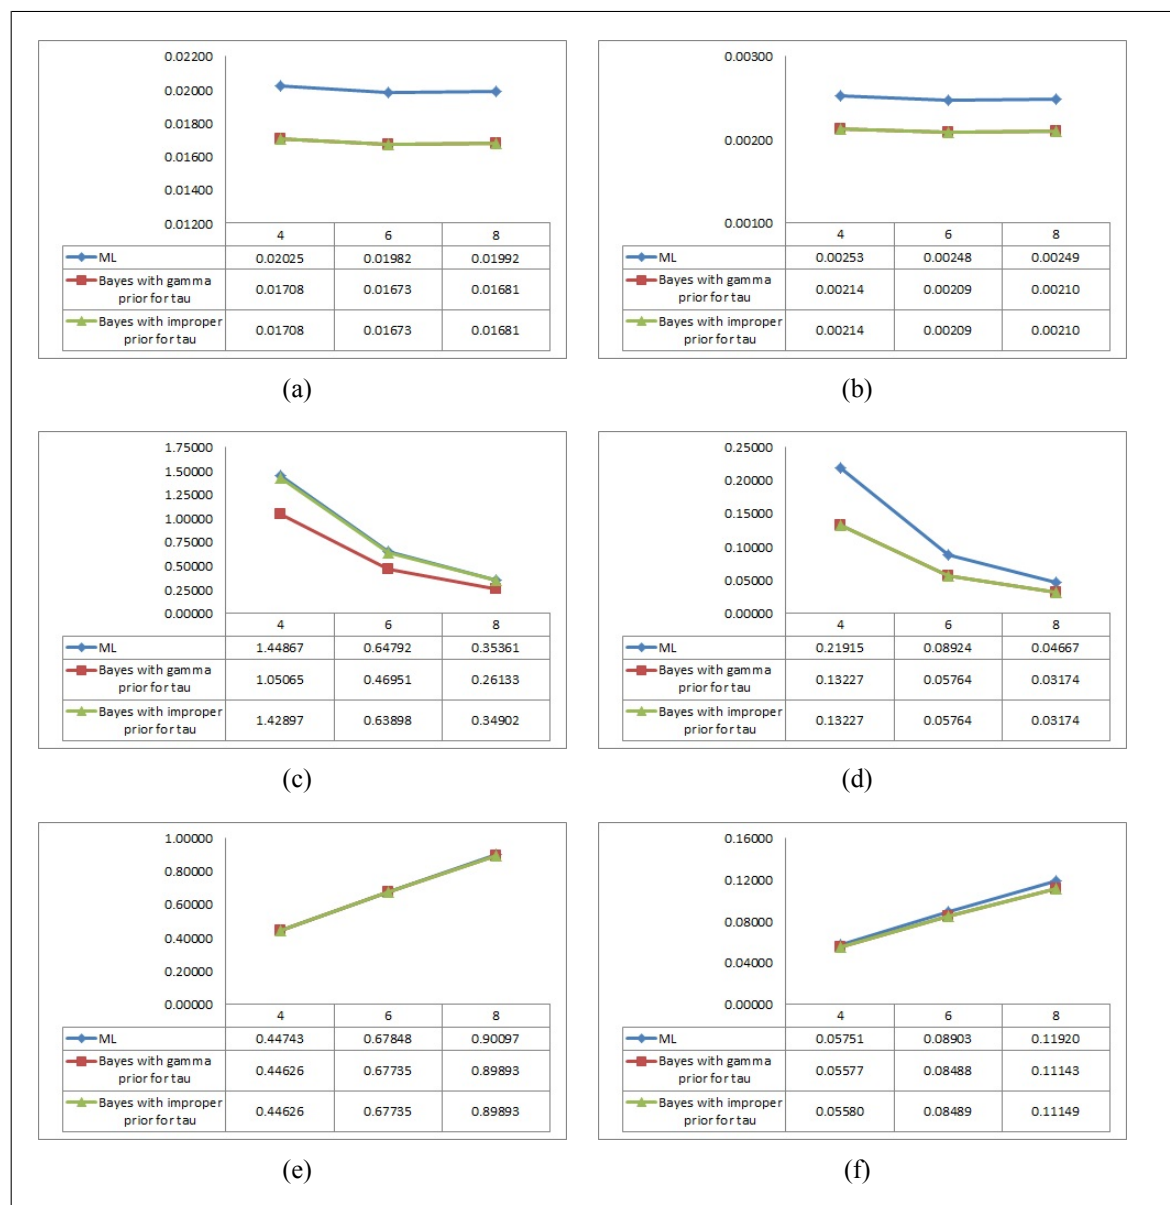 0.02200
0.02000
0.01800
0.01600
0.01400
0.01200
4 6 8
ML 0.02025 0.01982 0.01992
Bayes with gamma
prior for tau 0.01708 0.01673 0.01681
Bayes with improper
prior for tau 0.01708 0.01673 0.01681
(a)
0.00300
0.00200
0.00100
4 6 8
ML 0.00253 0.00248 0.00249
Bayes with gamma
prior for tau 0.00214 0.00209 0.00210
Bayes with improper
prior for tau 0.00214 0.00209 0.00210
(b)
1.75000
1.50000
1.25000
1.00000
0.75000
0.50000
0.25000
0.00000
4 6 8
ML 1.44867 0.64792 0.35361
Bayes with gamma
prior for tau 1.05065 0.46951 0.26133
Bayes with improper
prior for tau 1.42897 0.63898 0.34902
(c)
0.25000
0.20000
0.15000
0.10000
0.05000
0.00000
4 6 8
ML 0.21915 0.08924 0.04667
Bayes with gamma
prior for tau 0.13227 0.05764 0.03174
Bayes with improper
prior for tau 0.13227 0.05764 0.03174
(d)
1.00000
0.80000
0.60000
0.40000
0.20000
0.00000
4 6 8
ML 0.44743 0.67848 0.90097
Bayes with gamma
prior for tau 0.44626 0.67735 0.89893
Bayes with improper
prior for tau 0.44626 0.67735 0.89893
(e)
0.16000
0.12000
0.08000
0.04000
0.00000
4 6 8
ML 0.05751 0.08903 0.11920
Bayes with gamma
prior for tau 0.05577 0.08488 0.11143
Bayes with improper
prior for tau 0.05580 0.08489 0.11149
(f)